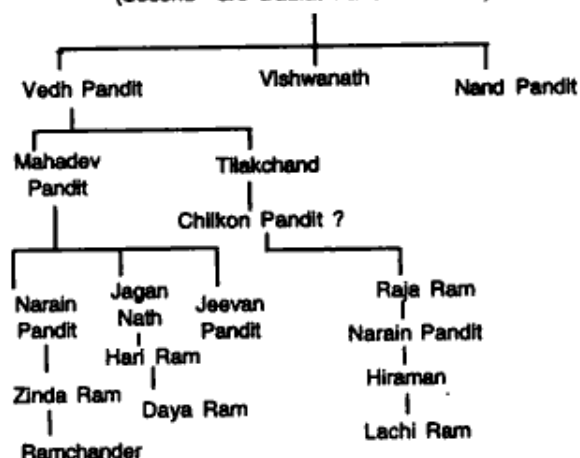 Vedh Pandit
Vishwanath
Nand Pandit
Mahadev
Pandit
Tilakchand
Chilkon Pandit ?
Narain
Pandit
Jagan
Nath
Jeevan
Pandit
Raja Ram
Narain Pandit
Hari Ram
Hiraman
Zinda Ram
Daya Ram
Lachi Ram
Ramchander